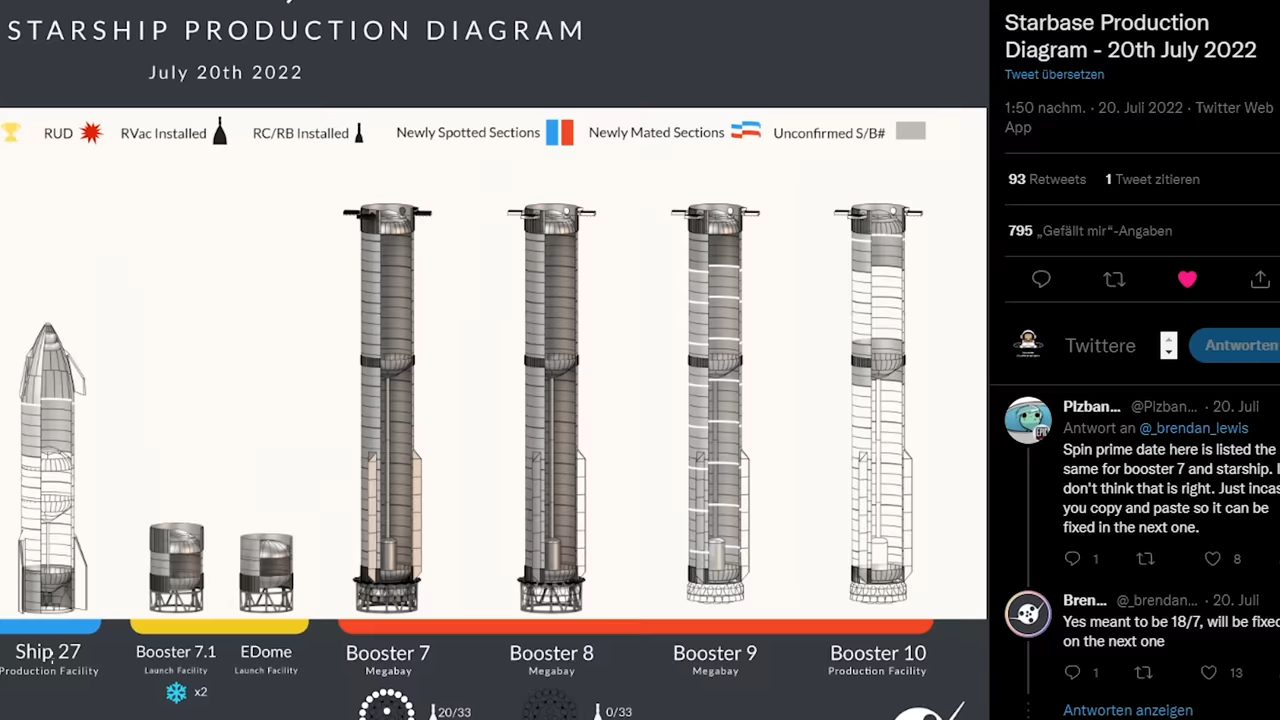 STARSHIP PRODUCTION DIAGRAM
July 20th 2022
RUD
RVac Installed
RC/RB Installed
Newly Spotted Sections
Newly Mated Sections
Unconfirmed S/B#
Ship 27
Production Facility
Booster 7.1
Launch Facility
x2
EDome
Launch Facility
Booster 7
Megabay
20/33
Booster 8
Megabay
0/33
Booster 9
Megabay
Booster 10
Production Facility
Starbase Production
Diagram - 20th July 2022
Tweet übersetzen
1:50 nachm. · 20. Juli 2022 · Twitter Web
App
93 Retweets 1 Tweet zitieren
795 „Gefällt mir“-Angaben
Twittere
Antworten
Plzban... @Plzban... · 20. Juli
Antwort an @_brendan_lewis
Spin prime date here is listed the
same for booster 7 and starship. I
don't think that is right. Just incas
you copy and paste so it can be
fixed in the next one.
1 8
Bren... @_brendan... · 20. Juli
Yes meant to be 18/7, will be fixed
on the next one
1 13
Antworten anzeigen